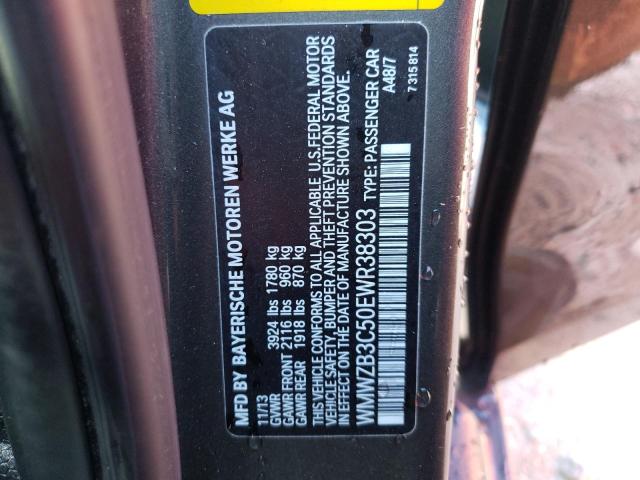 MFD BY BAYERISCHE MOTOREN WERKE AG
11/13
GVWR 3924 lbs 1780 kg
GAWR FRONT 2116 lbs 960 kg
GAWR REAR 1918 lbs 870 kg
THIS VEHICLE CONFORMS TO ALL APPLICABLE U.S. FEDERAL MOTOR
VEHICLE SAFETY, BUMPER AND THEFT PREVENTION STANDARDS
IN EFFECT ON THE DATE OF MANUFACTURE SHOWN ABOVE.
WMWZB3C50EWR38303 TYPE: PASSENGER CAR
A48/7
7 315 814